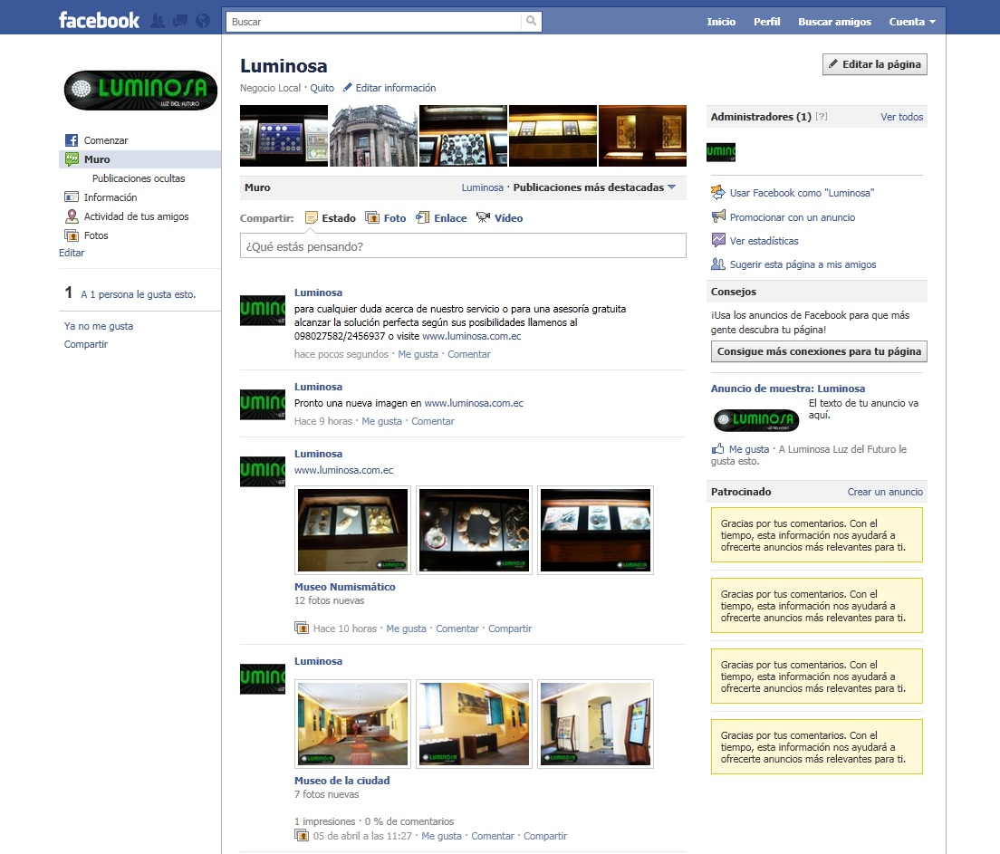 facebook
Buscar
Inicio
Perfil
Buscar amigos
Cuenta
LUMINOSA
LUZ DEL FUTURO
Comenzar
Muro
Publicaciones ocultas
Información
Actividad de tus amigos
Fotos
Editar
1 A 1 persona le gusta esto.
Ya no me gusta
Compartir
Luminosa
Negocio Local · Quito Editar información
Editar la página
Muro
Luminosa · Publicaciones más destacadas
Compartir: Estado Foto Enlace Vídeo
¿Qué estás pensando?
Luminosa
para cualquier duda acerca de nuestro servicio o para una asesoría gratuita
alcanzar la solución perfecta según sus posibilidades llamenos al
098027582/2456937 o visite www.luminosa.com.ec
hace pocos segundos · Me gusta · Comentar
Luminosa
Pronto una nueva imagen en www.luminosa.com.ec
Hace 9 horas · Me gusta · Comentar
Luminosa
www.luminosa.com.ec
Museo Numismático
12 fotos nuevas
Hace 10 horas · Me gusta · Comentar · Compartir
Luminosa
LUMINOSA
LUMINOSA
LUMINOSA
Museo de la ciudad
7 fotos nuevas
1 impresiones · 0 % de comentarios
05 de abril a las 11:27 · Me gusta · Comentar · Compartir
Administradores (1) [?]
Ver todos
Usar Facebook como "Luminosa"
Promocionar con un anuncio
Ver estadísticas
Sugerir esta página a mis amigos
Consejos
¡Usa los anuncios de Facebook para que más
gente descubra tu página!
Consigue más conexiones para tu página
Anuncio de muestra: Luminosa
LUMINOSA
El texto de tu anuncio va
aquí.
Me gusta · A Luminosa Luz del Futuro le
gusta esto.
Patrocinado
Crear un anuncio
Gracias por tus comentarios. Con el
tiempo, esta información nos ayudará a
ofrecerte anuncios más relevantes para ti.
Gracias por tus comentarios. Con el
tiempo, esta información nos ayudará a
ofrecerte anuncios más relevantes para ti.
Gracias por tus comentarios. Con el
tiempo, esta información nos ayudará a
ofrecerte anuncios más relevantes para ti.
Gracias por tus comentarios. Con el
tiempo, esta información nos ayudará a
ofrecerte anuncios más relevantes para ti.